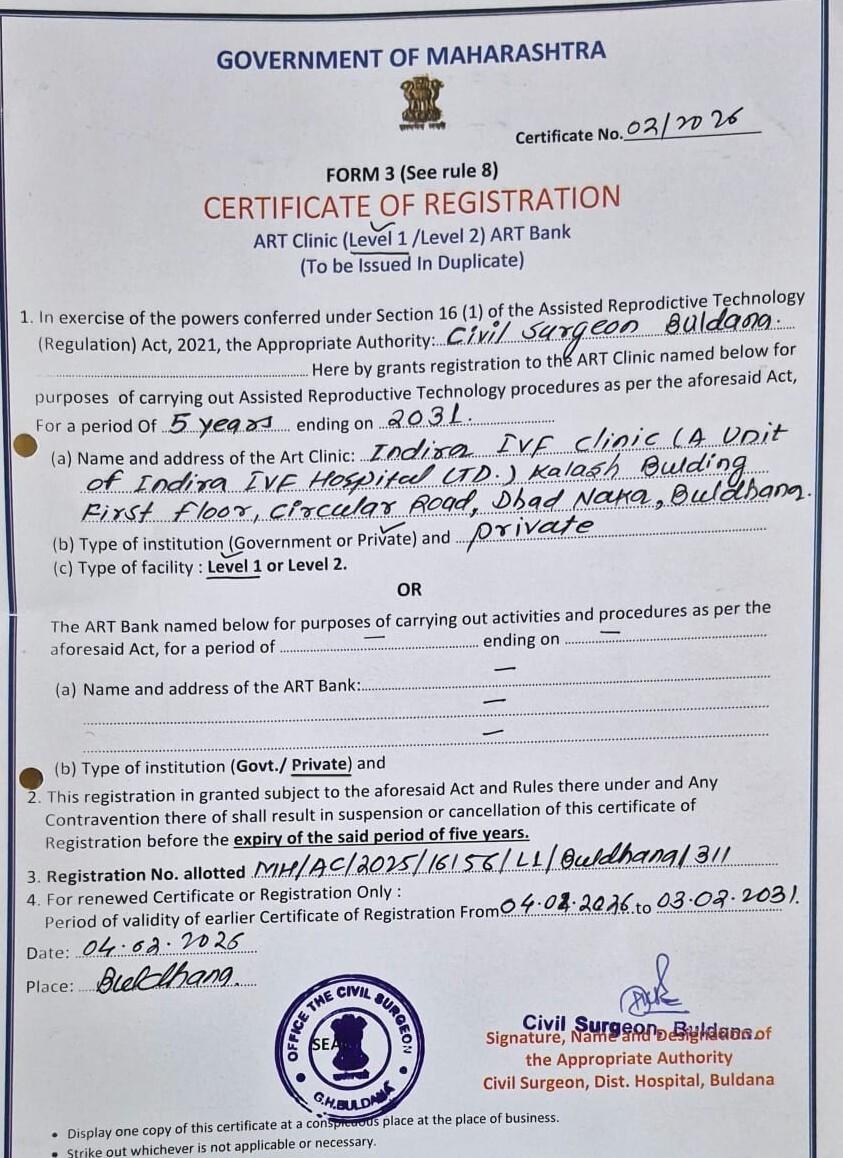 GOVERNMENT OF MAHARASHTRA
Certificate No. 02/2026
FORM 3 (See rule 8)
CERTIFICATE OF REGISTRATION
ART Clinic (Level 1 /Level 2) ART Bank
(To be Issued In Duplicate)
1. In exercise of the powers conferred under Section 16 (1) of the Assisted Reprodictive Technology
(Regulation) Act, 2021, the Appropriate Authority: Civil Surgeon Buldana.
Here by grants registration to the ART Clinic named below for
purposes of carrying out Assisted Reproductive Technology procedures as per the aforesaid Act,
For a period Of 5 years ending on 2031.
(a) Name and address of the Art Clinic: Indira IVF Clinic (A Unit
of Indira IVF Hospital LTD.) Kalash Bulding
First Floor, Circular Road, Dhad Naka, Buldhana.
(b) Type of institution (Government or Private) and private
(c) Type of facility : Level 1 or Level 2.
OR
The ART Bank named below for purposes of carrying out activities and procedures as per the
aforesaid Act, for a period of — ending on —
(a) Name and address of the ART Bank: —
—
—
(b) Type of institution (Govt./ Private) and
2. This registration in granted subject to the aforesaid Act and Rules there under and Any
Contravention there of shall result in suspension or cancellation of this certificate of
Registration before the expiry of the said period of five years.
3. Registration No. allotted MH/AC/2025/16156/L1/Buldhana/311
4. For renewed Certificate or Registration Only :
Period of validity of earlier Certificate of Registration From 04.02.2026 to 03.02.2031.
Date: 04.02.2026
Place: Buldhana.
OFFICE THE CIVIL SURGEON
SEA
G.H.BULDANA
Civil Surgeon, Buldana
Signature, Name and Designation of
the Appropriate Authority
Civil Surgeon, Dist. Hospital, Buldana
• Display one copy of this certificate at a conspicuous place at the place of business.
• Strike out whichever is not applicable or necessary.